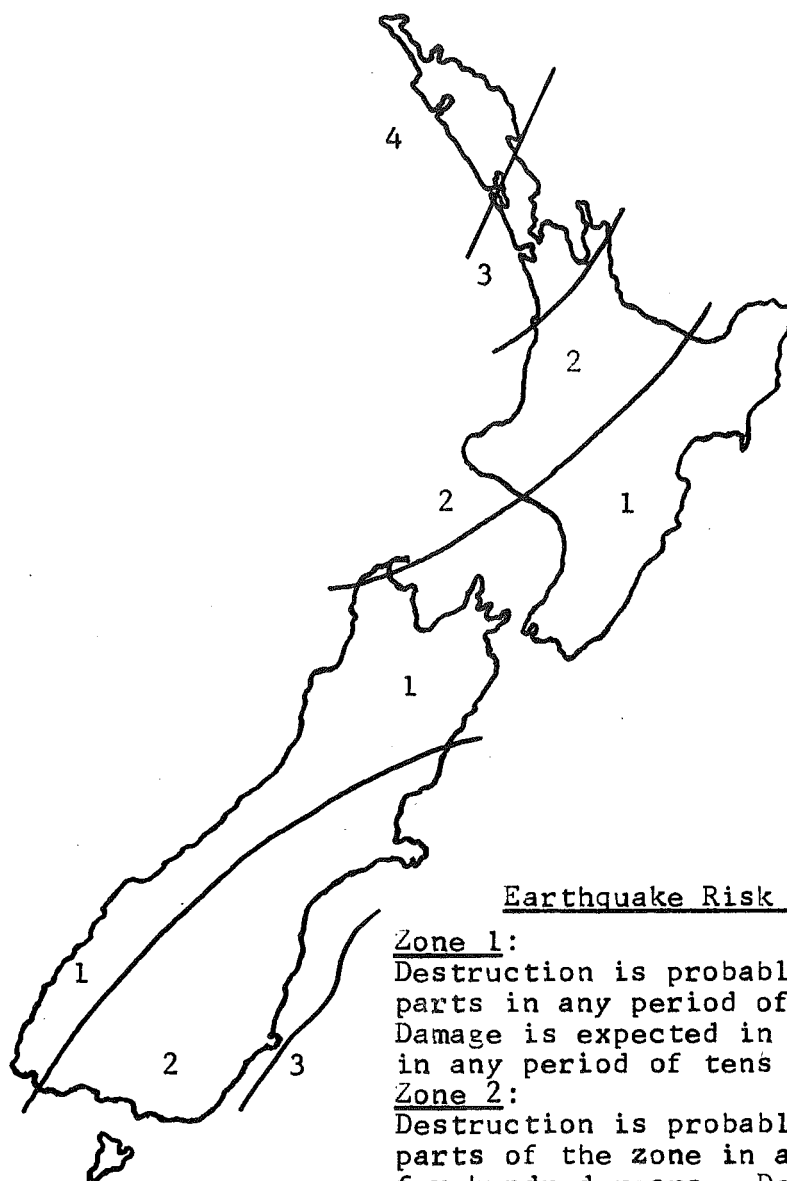 4
3
2
2
1
1
Earthquake Risk
1
Zone 1:
Destruction is probabl
parts in any period of
Damage is expected in
in any period of tens
2
3
Zone 2:
Destruction is probabl
parts of the zone in a